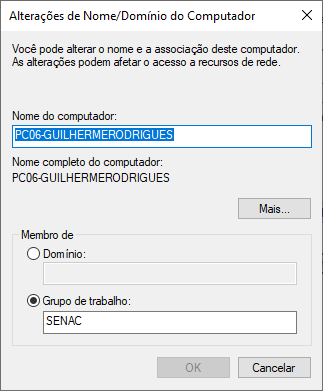 Alterações de Nome/Domínio do Computador
Você pode alterar o nome e a associação deste computador.
As alterações podem afetar o acesso a recursos de rede.
Nome do computador:
PC06-GUILHERMERODRIGUES
Nome completo do computador:
PC06-GUILHERMERODRIGUES
Mais...
Membro de
Domínio:
Grupo de trabalho:
SENAC
OK
Cancelar